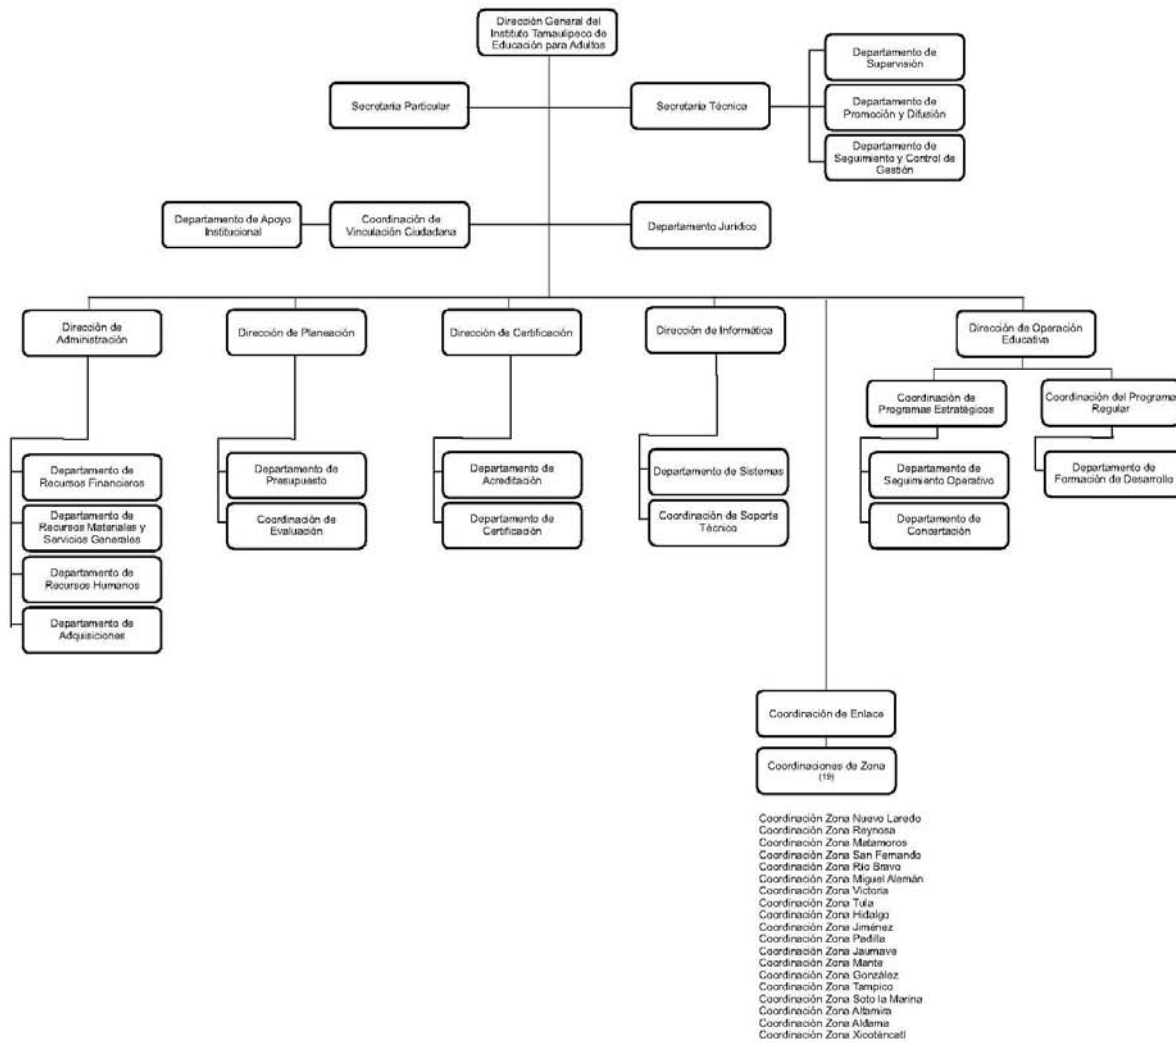 Dirección General del
Instituto Tamaulipeco de
Educación para Adultos
Secretaría Particular
Secretaría Técnica
Departamento de
Supervisión
Departamento de
Promoción y Difusión
Departamento de
Seguimiento y Control de
Gestión
Departamento de Apoyo
Institucional
Coordinación de
Vinculación Ciudadana
Departamento Jurídico
Dirección de
Administración
Dirección de Planeación
Dirección de Certificación
Dirección de Informática
Dirección de Operación
Educativa
Coordinación de
Programas Estratégicos
Coordinación del Programa
Regular
Departamento de
Recursos Financieros
Departamento de
Recursos Materiales y
Servicios Generales
Departamento de
Recursos Humanos
Departamento de
Adquisiciones
Departamento de
Presupuesto
Coordinación de
Evaluación
Departamento de
Acreditación
Departamento de
Certificación
Departamento de Sistemas
Coordinación de Soporte
Técnico
Departamento de
Seguimiento Operativo
Departamento de
Concertación
Departamento de
Formación de Desarrollo
Coordinación de Enlace
Coordinaciones de Zona
(19)
Coordinación Zona Nuevo Laredo
Coordinación Zona Reynosa
Coordinación Zona Matamoros
Coordinación Zona San Fernando
Coordinación Zona Río Bravo
Coordinación Zona Miguel Alemán
Coordinación Zona Victoria
Coordinación Zona Tula
Coordinación Zona Hidalgo
Coordinación Zona Jiménez
Coordinación Zona Padilla
Coordinación Zona Jaumave
Coordinación Zona Mante
Coordinación Zona González
Coordinación Zona Tampico
Coordinación Zona Soto la Marina
Coordinación Zona Altamira
Coordinación Zona Aldama
Coordinación Zona Xicoténcatl